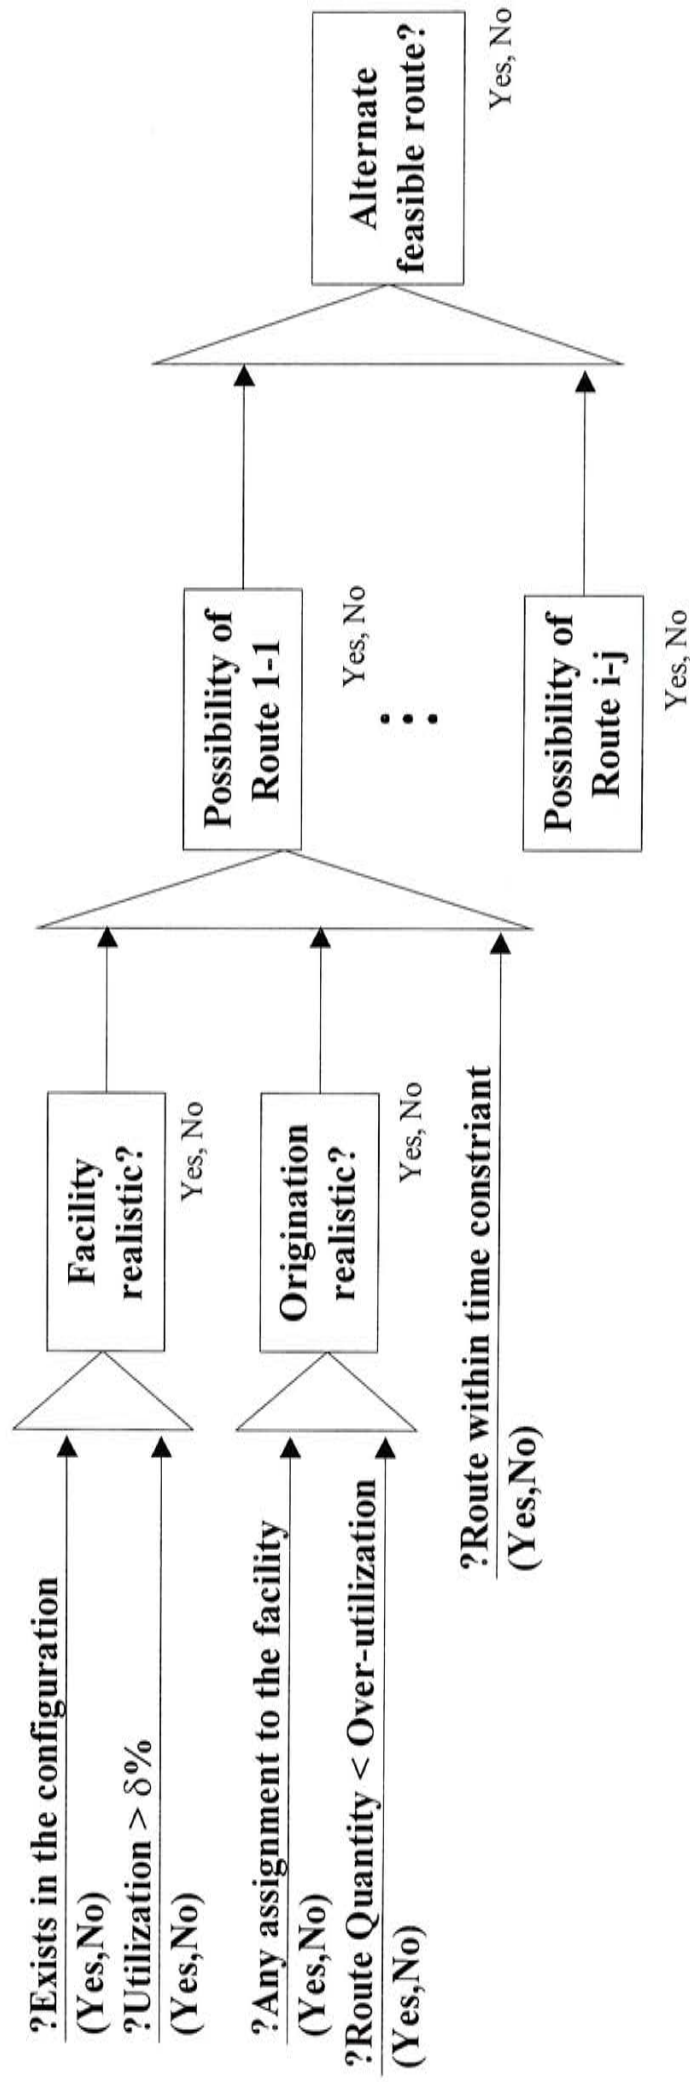 ?Exists in the configuration
(Yes,No)
?Utilization > δ%
(Yes,No)
?Any assignment to the facility
(Yes,No)
?Route Quantity < Over-utilization
(Yes,No)
Facility
realistic?
Yes, No
Origination
realistic?
Yes, No
?Route within time constriant
(Yes,No)
Possibility of
Route 1-1
Yes, No
Possibility of
Route i-j
Yes, No
Alternate
feasible route?
Yes, No